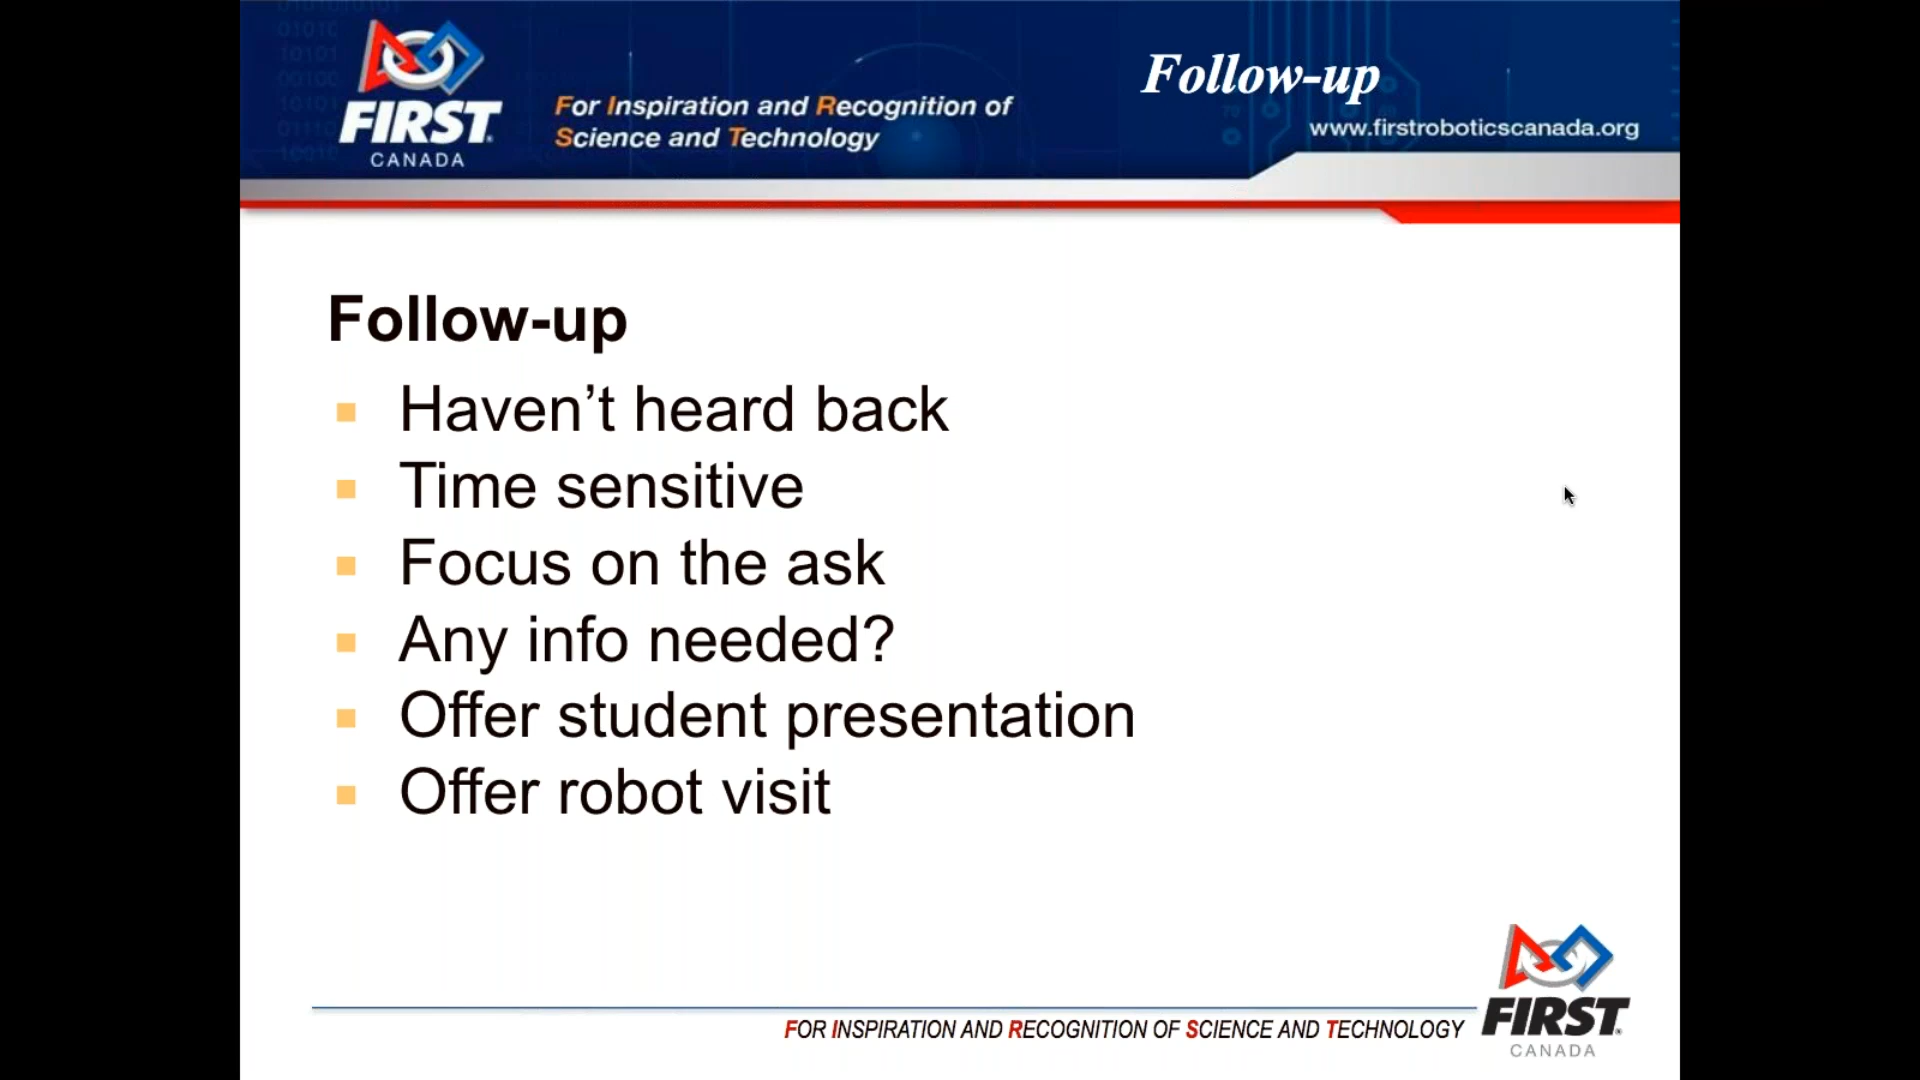 FIRST
CANADA
For Inspiration and Recognition of
Science and Technology
Follow-up
www.firstroboticscanada.org
Follow-up
Haven’t heard back
Time sensitive
Focus on the ask
Any info needed?
Offer student presentation
Offer robot visit
FOR INSPIRATION AND RECOGNITION OF SCIENCE AND TECHNOLOGY
FIRST
CANADA